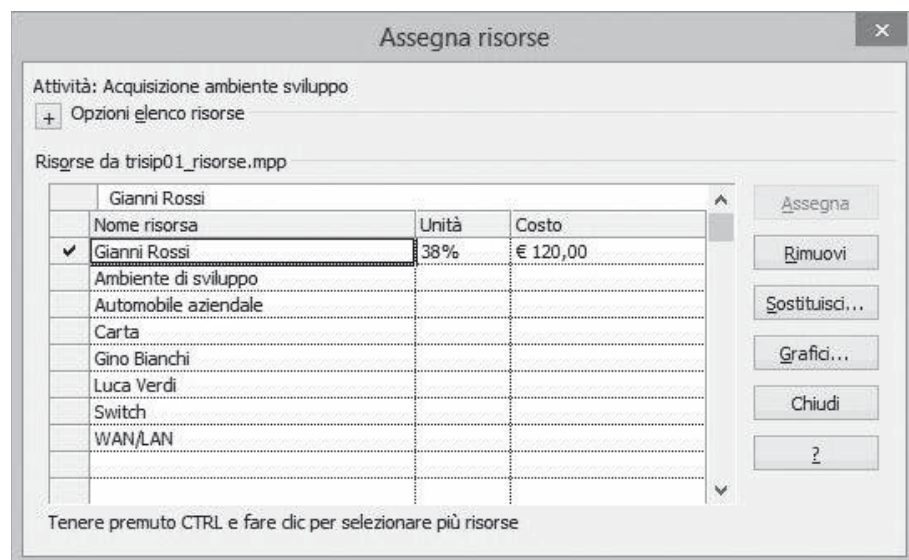 Assegna risorse
Attività: Acquisizione ambiente sviluppo
+ Opzioni elenco risorse
Risorse da trisip01_risorse.mpp
Gianni Rossi
Nome risorsa Unità Costo
Gianni Rossi 38% € 120,00
Ambiente di sviluppo
Automobile aziendale
Carta
Gino Bianchi
Luca Verdi
Switch
WAN/LAN
Assegna
Rimuovi
Sostituisci...
Grafici...
Chiudi
?
Tenere premuto CTRL e fare clic per selezionare più risorse